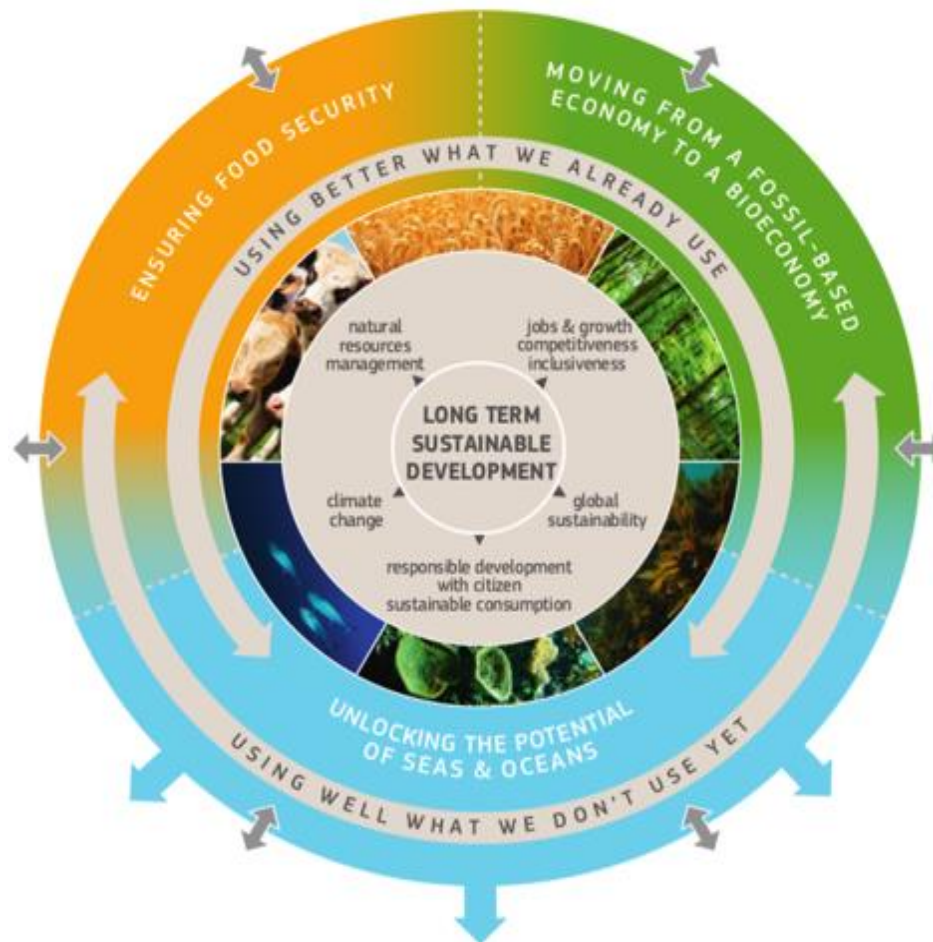 ENSURING FOOD SECURITY
MOVING FROM A FOSSIL-BASED
ECONOMY TO A BIOECONOMY
USING BETTER WHAT WE ALREADY USE
natural
resources
management
jobs & growth
competitiveness
inclusiveness
LONG TERM
SUSTAINABLE
DEVELOPMENT
climate
change
global
sustainability
responsible development
with citizen
sustainable consumption
UNLOCKING THE POTENTIAL
OF SEAS & OCEANS
USING WELL WHAT WE DON'T USE YET